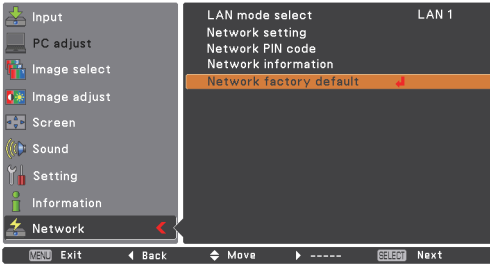 Input
PC adjust
Image select
Image adjust
Screen
Sound
Setting
Information
Network
LAN mode select LAN 1
Network setting
Network PIN code
Network information
Network factory default
MENU Exit Back Move ----- SELECT Next